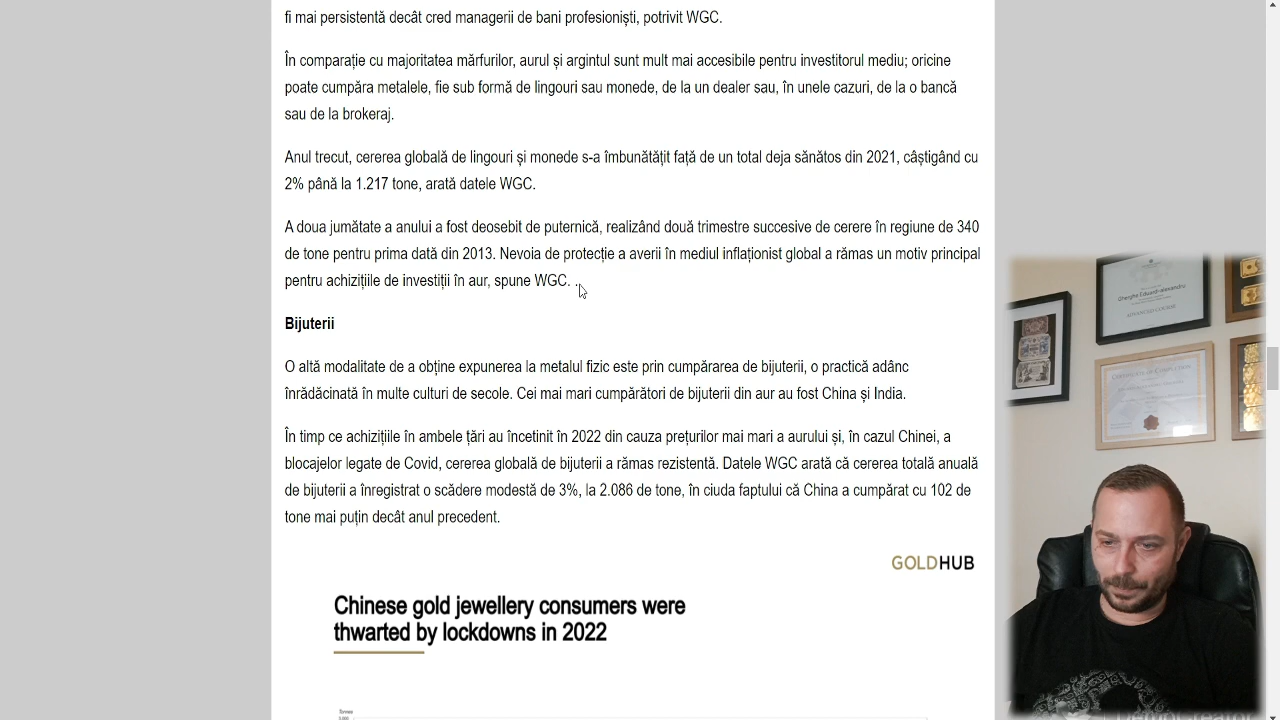 fi mai persistentă decât cred managerii de bani profesioniști, potrivit WGC.
În comparație cu majoritatea mărfurilor, aurul și argintul sunt mult mai accesibile pentru investitorul mediu; oricine
poate cumpăra metalele, fie sub formă de lingouri sau monede, de la un dealer sau, în unele cazuri, de la o bancă
sau de la brokeraj.
Anul trecut, cererea globală de lingouri și monede s-a îmbunătățit față de un total deja sănătos din 2021, câștigând cu
2% până la 1.217 tone, arată datele WGC.
A doua jumătate a anului a fost deosebit de puternică, realizând două trimestre succesive de cerere în regiune de 340
de tone pentru prima dată din 2013. Nevoia de protecție a averii în mediul inflaționist global a rămas un motiv principal
pentru achizițiile de investiții în aur, spune WGC. .
Bijuterii
O altă modalitate de a obține expunerea la metalul fizic este prin cumpărarea de bijuterii, o practică adânc
înrădăcinată în multe culturi de secole. Cei mai mari cumpărători de bijuterii din aur au fost China și India.
În timp ce achizițiile în ambele țări au încetinit în 2022 din cauza prețurilor mai mari a aurului și, în cazul Chinei, a
blocajelor legate de Covid, cererea globală de bijuterii a rămas rezistentă. Datele WGC arată că cererea totală anuală
de bijuterii a înregistrat o scădere modestă de 3%, la 2.086 de tone, în ciuda faptului că China a cumpărat cu 102 de
tone mai puțin decât anul precedent.
GOLDHUB
Chinese gold jewellery consumers were
thwarted by lockdowns in 2022
Tonnes
Gherghe Eduard-alexandru